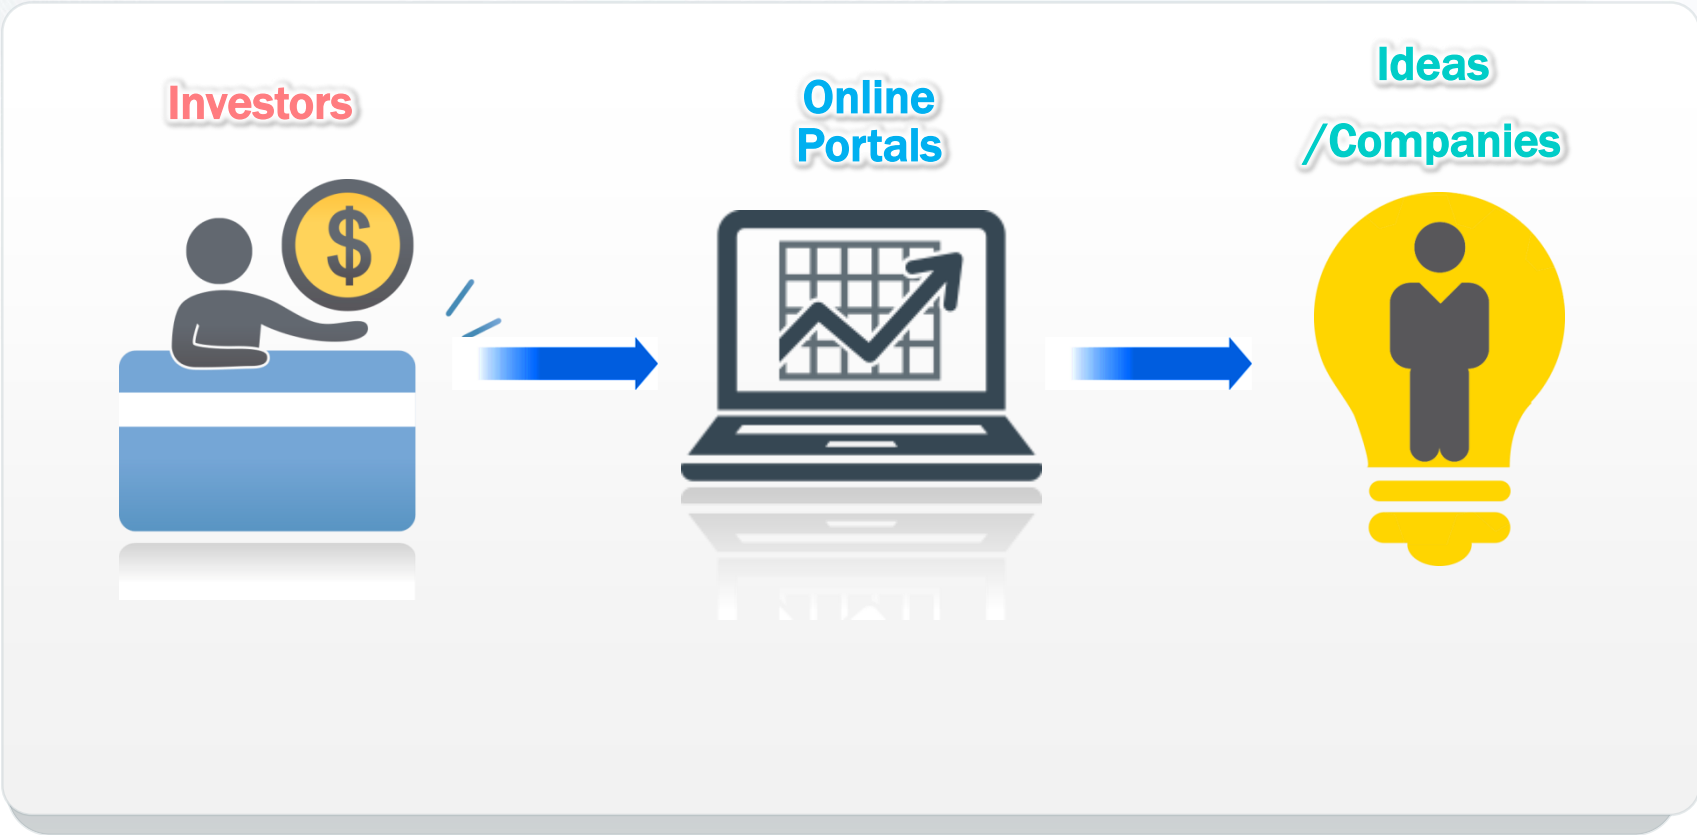 Investors
Online
Portals
Ideas
/Companies
$